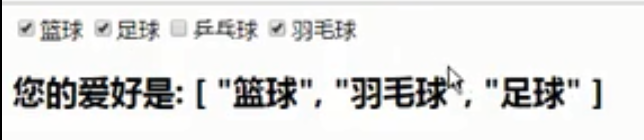 篮球 足球 乒乓球 羽毛球
您的爱好是: [ "篮球", "羽毛球", "足球" ]